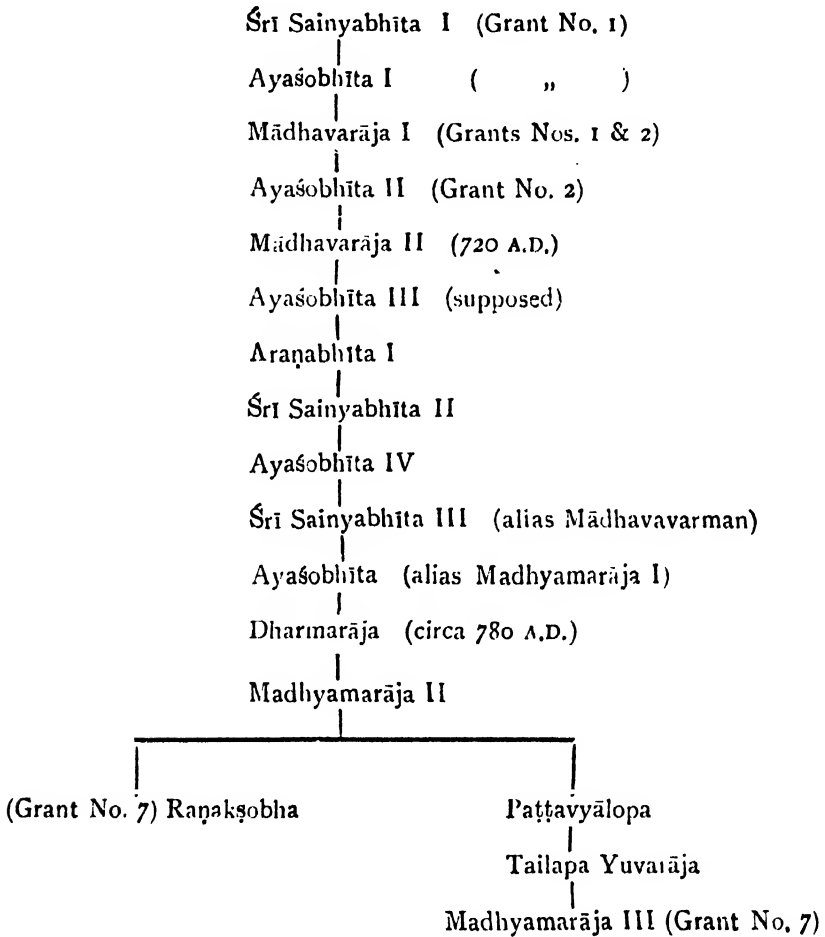 Śrī Sainyabhīta I (Grant No. 1)
Ayaśobhīta I ( „ )
Mādhavarāja I (Grants Nos. 1 & 2)
Ayaśobhīta II (Grant No. 2)
Mādhavarāja II (720 A.D.)
Ayaśobhīta III (supposed)
Araṇabhīta I
Śrī Sainyabhīta II
Ayaśobhīta IV
Śrī Sainyabhīta III (alias Mādhavavarman)
Ayaśobhīta (alias Madhyamarāja I)
Dharmarāja (circa 780 A.D.)
Madhyamarāja II
(Grant No. 7) Raṇakṣobha Paṭṭavyālopa
Tailapa Yuvarāja
Madhyamarāja III (Grant No. 7)